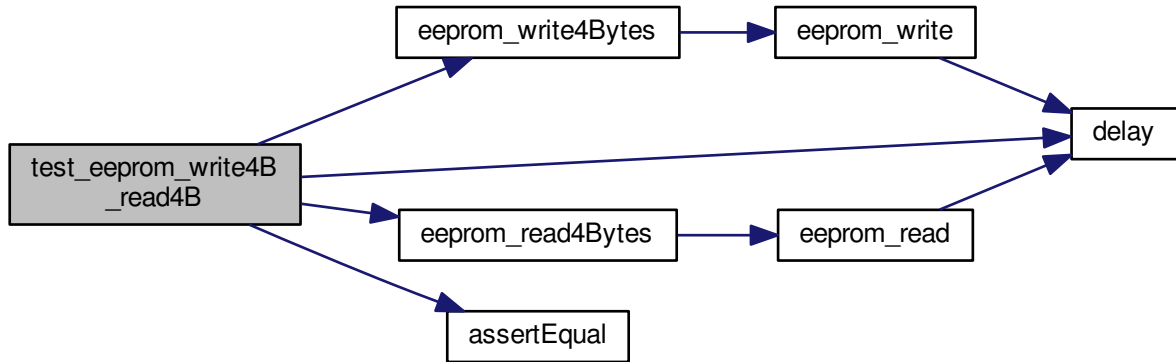 eeprom_write4Bytes
eeprom_write
delay
test_eeprom_write4B
_read4B
eeprom_read4Bytes
eeprom_read
assertEqual